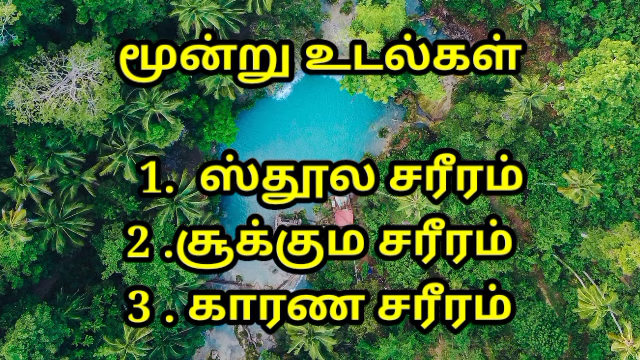 மூன்று உடல்கள்
1. ஸ்தூல சரீரம்
2 .சூக்கும சரீரம்
3 . காரண சரீரம்